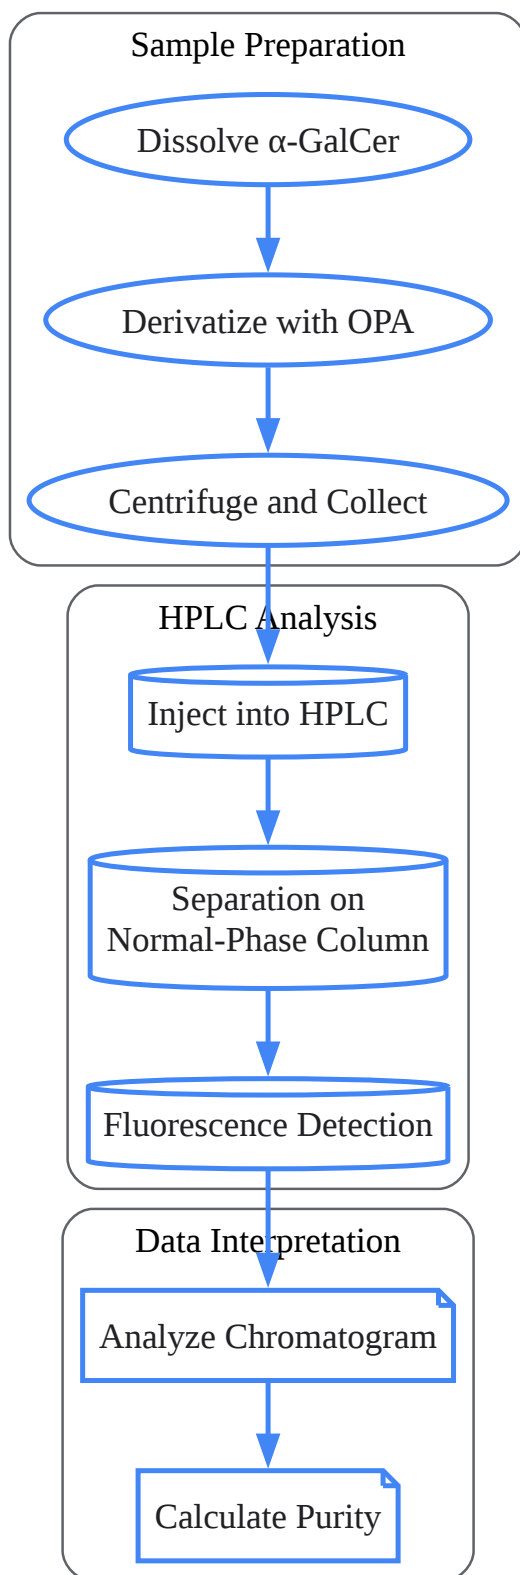 Sample Preparation
Dissolve α-GalCer
Derivatize with OPA
Centrifuge and Collect
HPLC Analysis
Inject into HPLC
Separation on
Normal-Phase Column
Fluorescence Detection
Data Interpretation
Analyze Chromatogram
Calculate Purity